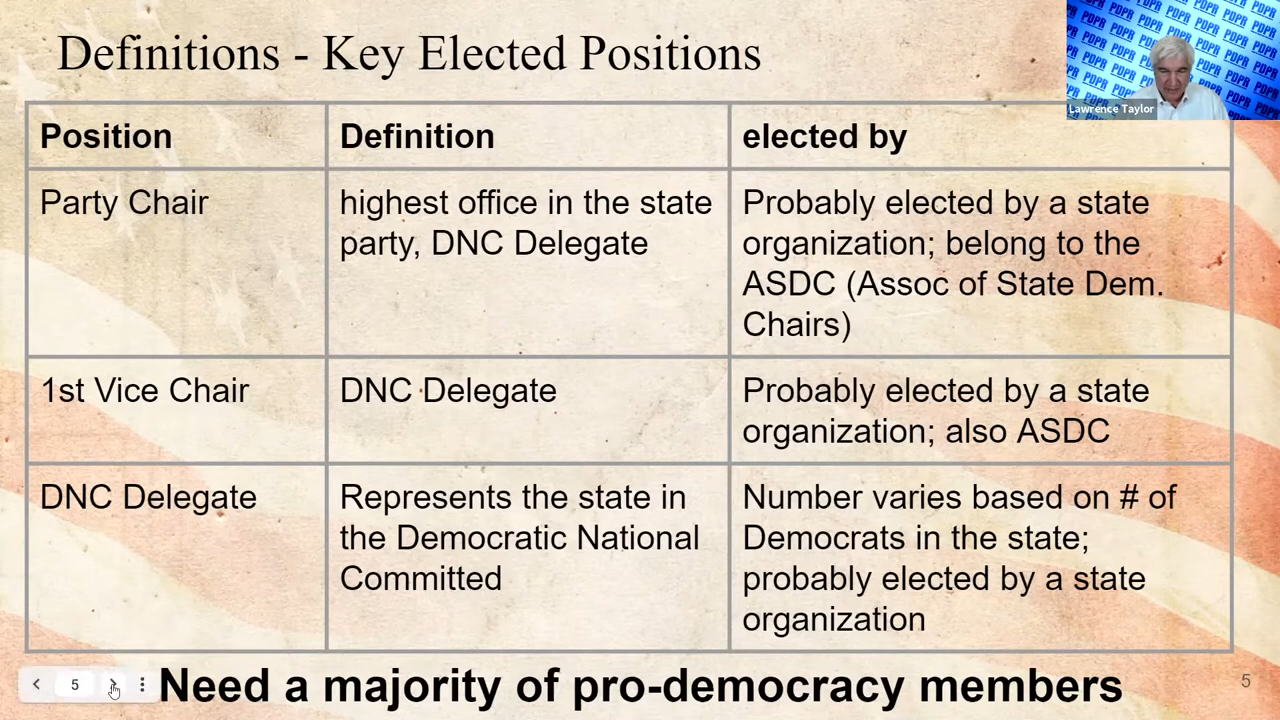 Definitions - Key Elected Positions
PDPR PDPR PDPR PDPR
Lawrence Taylor
Position
Definition
elected by
Party Chair
highest office in the state
party, DNC Delegate
Probably elected by a state
organization; belong to the
ASDC (Assoc of State Dem.
Chairs)
1st Vice Chair
DNC Delegate
Probably elected by a state
organization; also ASDC
DNC Delegate
Represents the state in
the Democratic National
Committed
Number varies based on # of
Democrats in the state;
probably elected by a state
organization
5
Need a majority of pro-democracy members
5